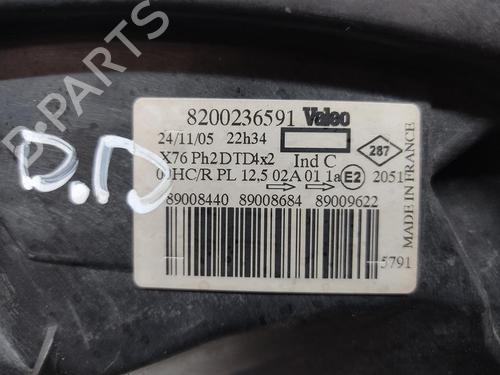 B-PARTS
D.D
8200236591 Valeo
24/11/05 22h34
X76 Ph2 DTD4x2 Ind C
287
00HC/R PL 12,5 02A 01 1a E2 2051
89008440 89008684 89009622
5791
MADE IN FRANCE